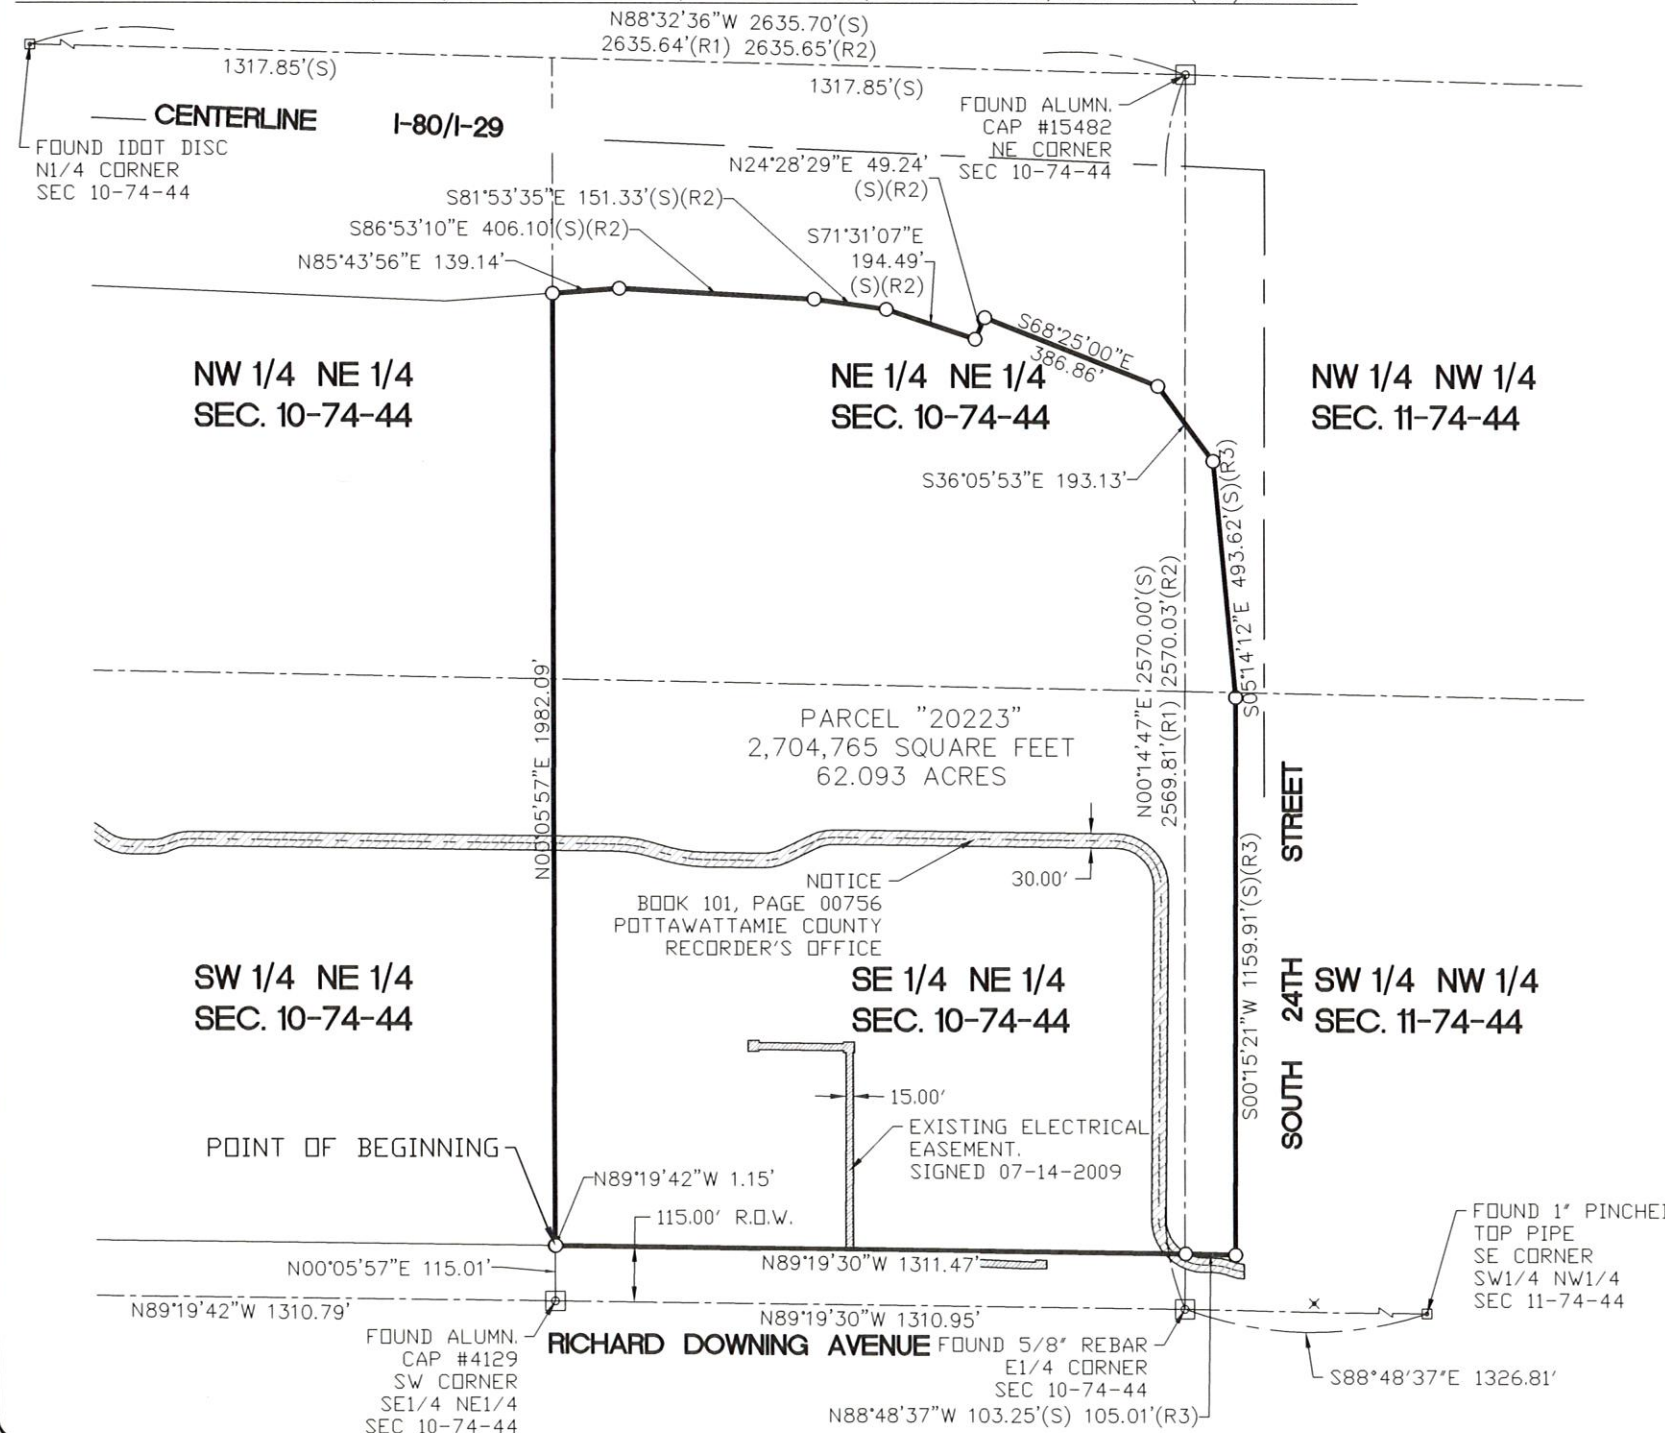 N88°32'36"W 2635.70'(S)
2635.64'(R1) 2635.65'(R2)
1317.85'(S)
1317.85'(S)
CENTERLINE I-80/I-29
FOUND IDOT DISC
N1/4 CORNER
SEC 10-74-44
FOUND ALUMN.
CAP #15482
NE CORNER
SEC 10-74-44
N24°28'29"E 49.24'
(S)(R2)
S81°53'35"E 151.33'(S)(R2)
S86°53'10"E 406.10'(S)(R2)
N85°43'56"E 139.14'
S71°31'07"E
194.49'
(S)(R2)
S68°25'00"E
386.86'
NW 1/4 NE 1/4
SEC. 10-74-44
NE 1/4 NE 1/4
SEC. 10-74-44
NW 1/4 NW 1/4
SEC. 11-74-44
S36°05'53"E 193.13'
S05°14'12"E 493.62'(S)(R3)
N00°14'47"E 2570.00'(S)
2569.81'(R1) 2570.03'(R2)
N00°05'57"E 1982.09'
PARCEL "20223"
2,704,765 SQUARE FEET
62.093 ACRES
NOTICE
BOOK 101, PAGE 00756
POTTAWATTAMIE COUNTY
RECORDER'S OFFICE
30.00'
S00°15'21"W 1159.91'(S)(R3)
SOUTH 24TH STREET
SW 1/4 NE 1/4
SEC. 10-74-44
SE 1/4 NE 1/4
SEC. 10-74-44
SW 1/4 NW 1/4
SEC. 11-74-44
15.00'
EXISTING ELECTRICAL
EASEMENT.
SIGNED 07-14-2009
POINT OF BEGINNING
N89°19'42"W 1.15'
115.00' R.O.W.
N00°05'57"E 115.01'
N89°19'30"W 1311.47'
FOUND 1" PINCHED
TOP PIPE
SE CORNER
SW1/4 NW1/4
SEC 11-74-44
N89°19'42"W 1310.79'
N89°19'30"W 1310.95'
FOUND ALUMN.
CAP #4129
SW CORNER
SE1/4 NE1/4
SEC 10-74-44
RICHARD DOWNING AVENUE
FOUND 5/8" REBAR
E1/4 CORNER
SEC 10-74-44
N88°48'37"W 103.25'(S) 105.01'(R3)
S88°48'37"E 1326.81'